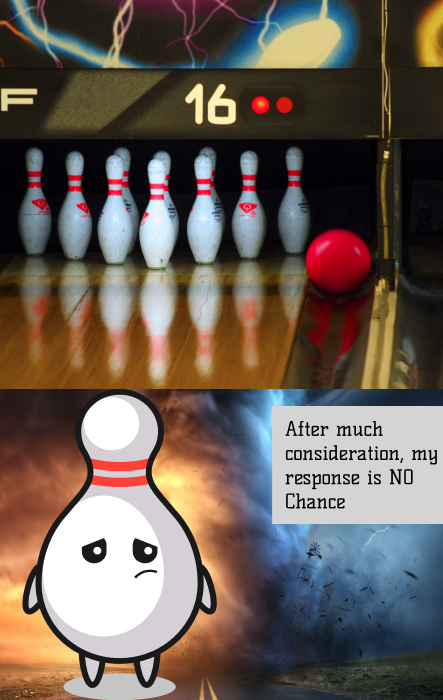 F
16
After much
consideration, my
response is NO
Chance